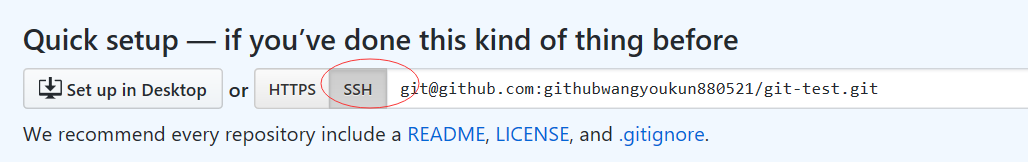 Quick setup — if you’ve done this kind of thing before
Set up in Desktop or HTTPS SSH git@github.com:githubwangyoukun880521/git-test.git
We recommend every repository include a README, LICENSE, and .gitignore.